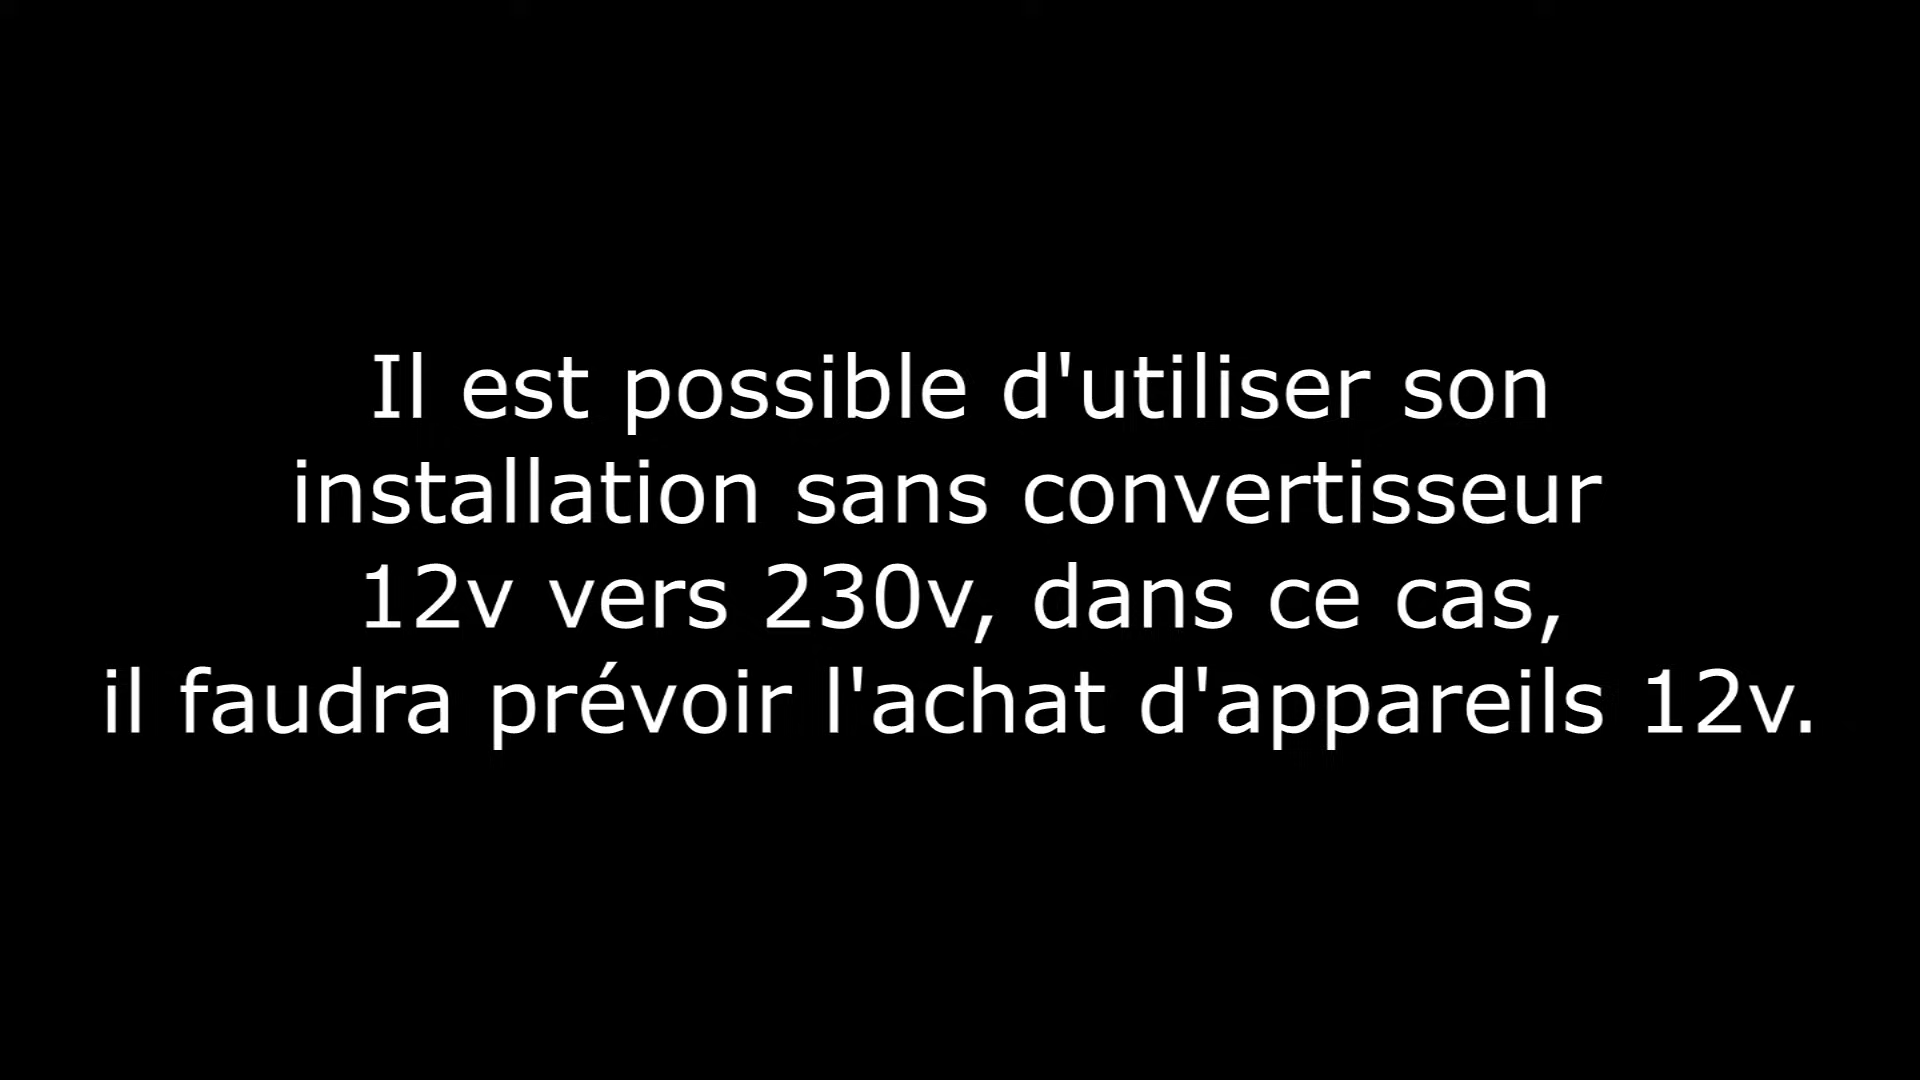 Il est possible d'utiliser son
installation sans convertisseur
12v vers 230v, dans ce cas,
il faudra prévoir l'achat d'appareils 12v.